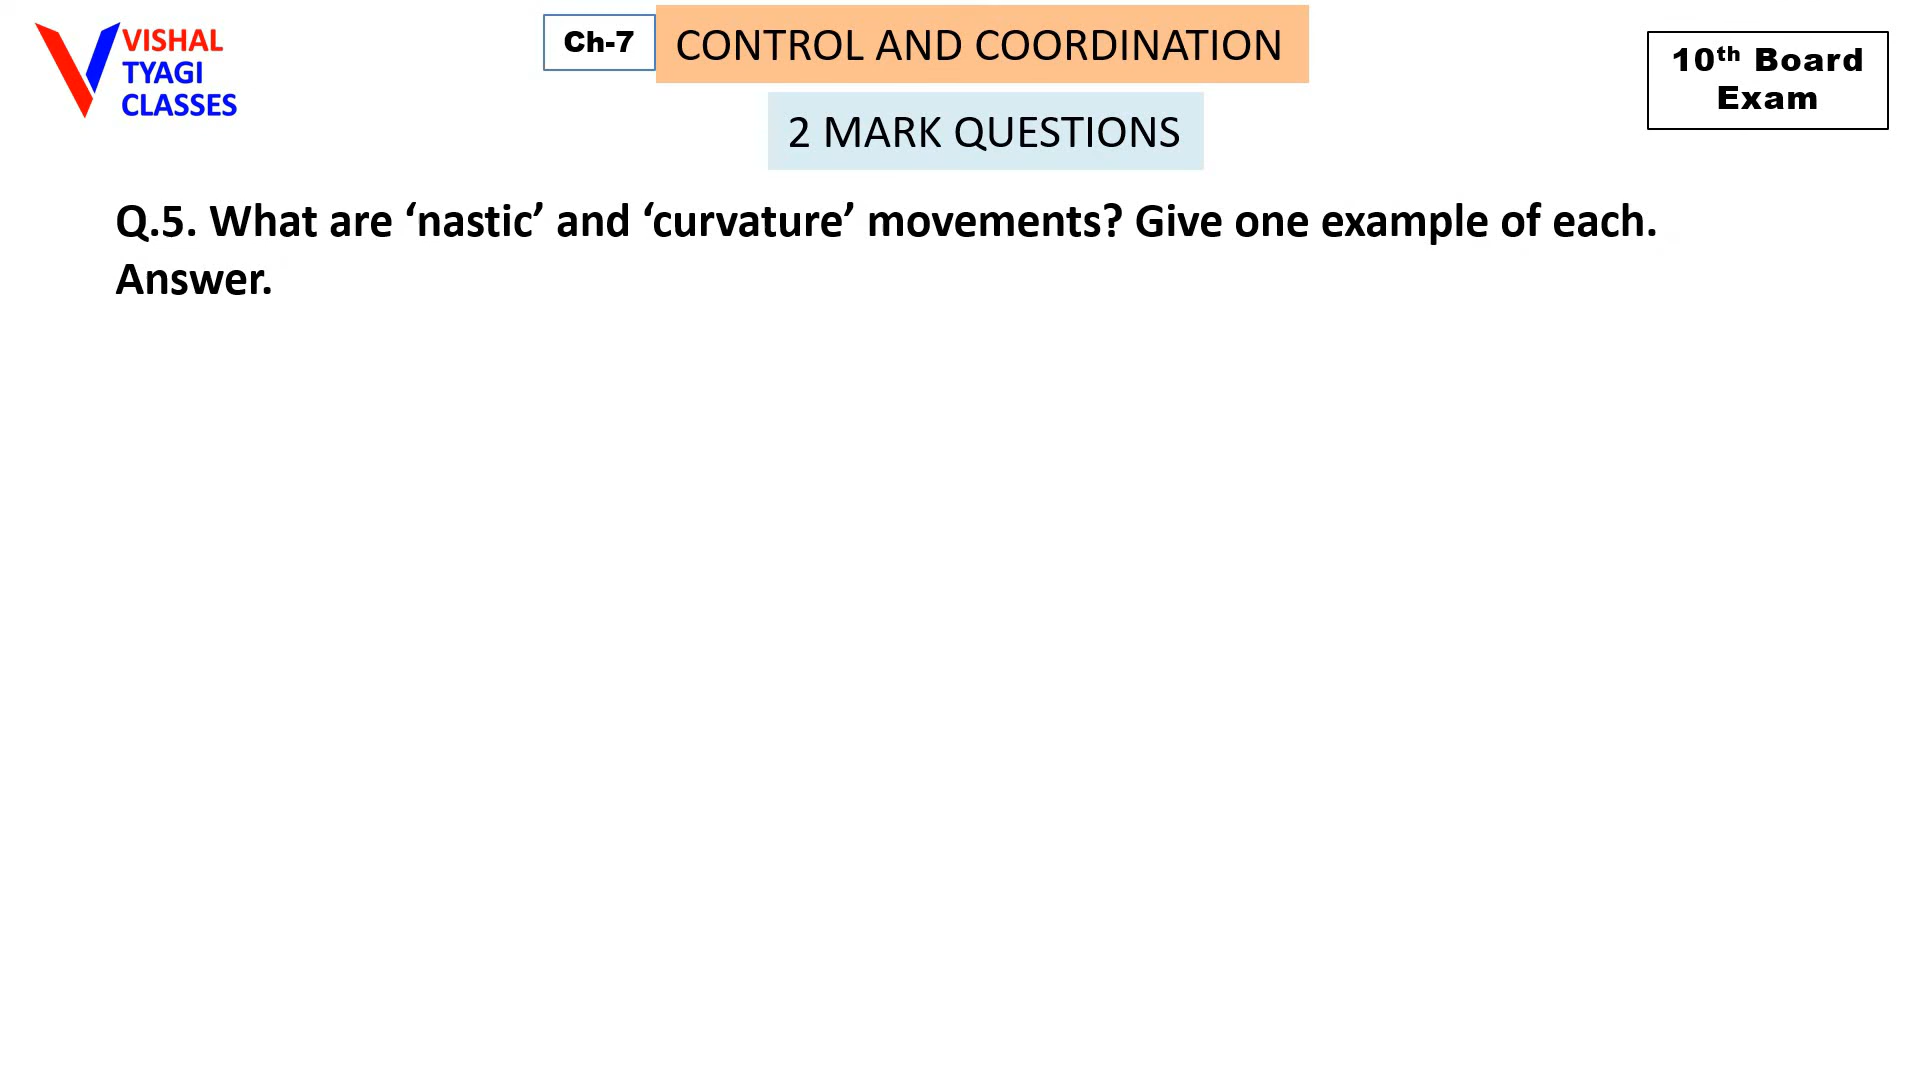 VISHAL
TYAGI
CLASSES
Ch-7
CONTROL AND COORDINATION
10th Board
Exam
2 MARK QUESTIONS
Q.5. What are ‘nastic’ and ‘curvature’ movements? Give one example of each.
Answer.